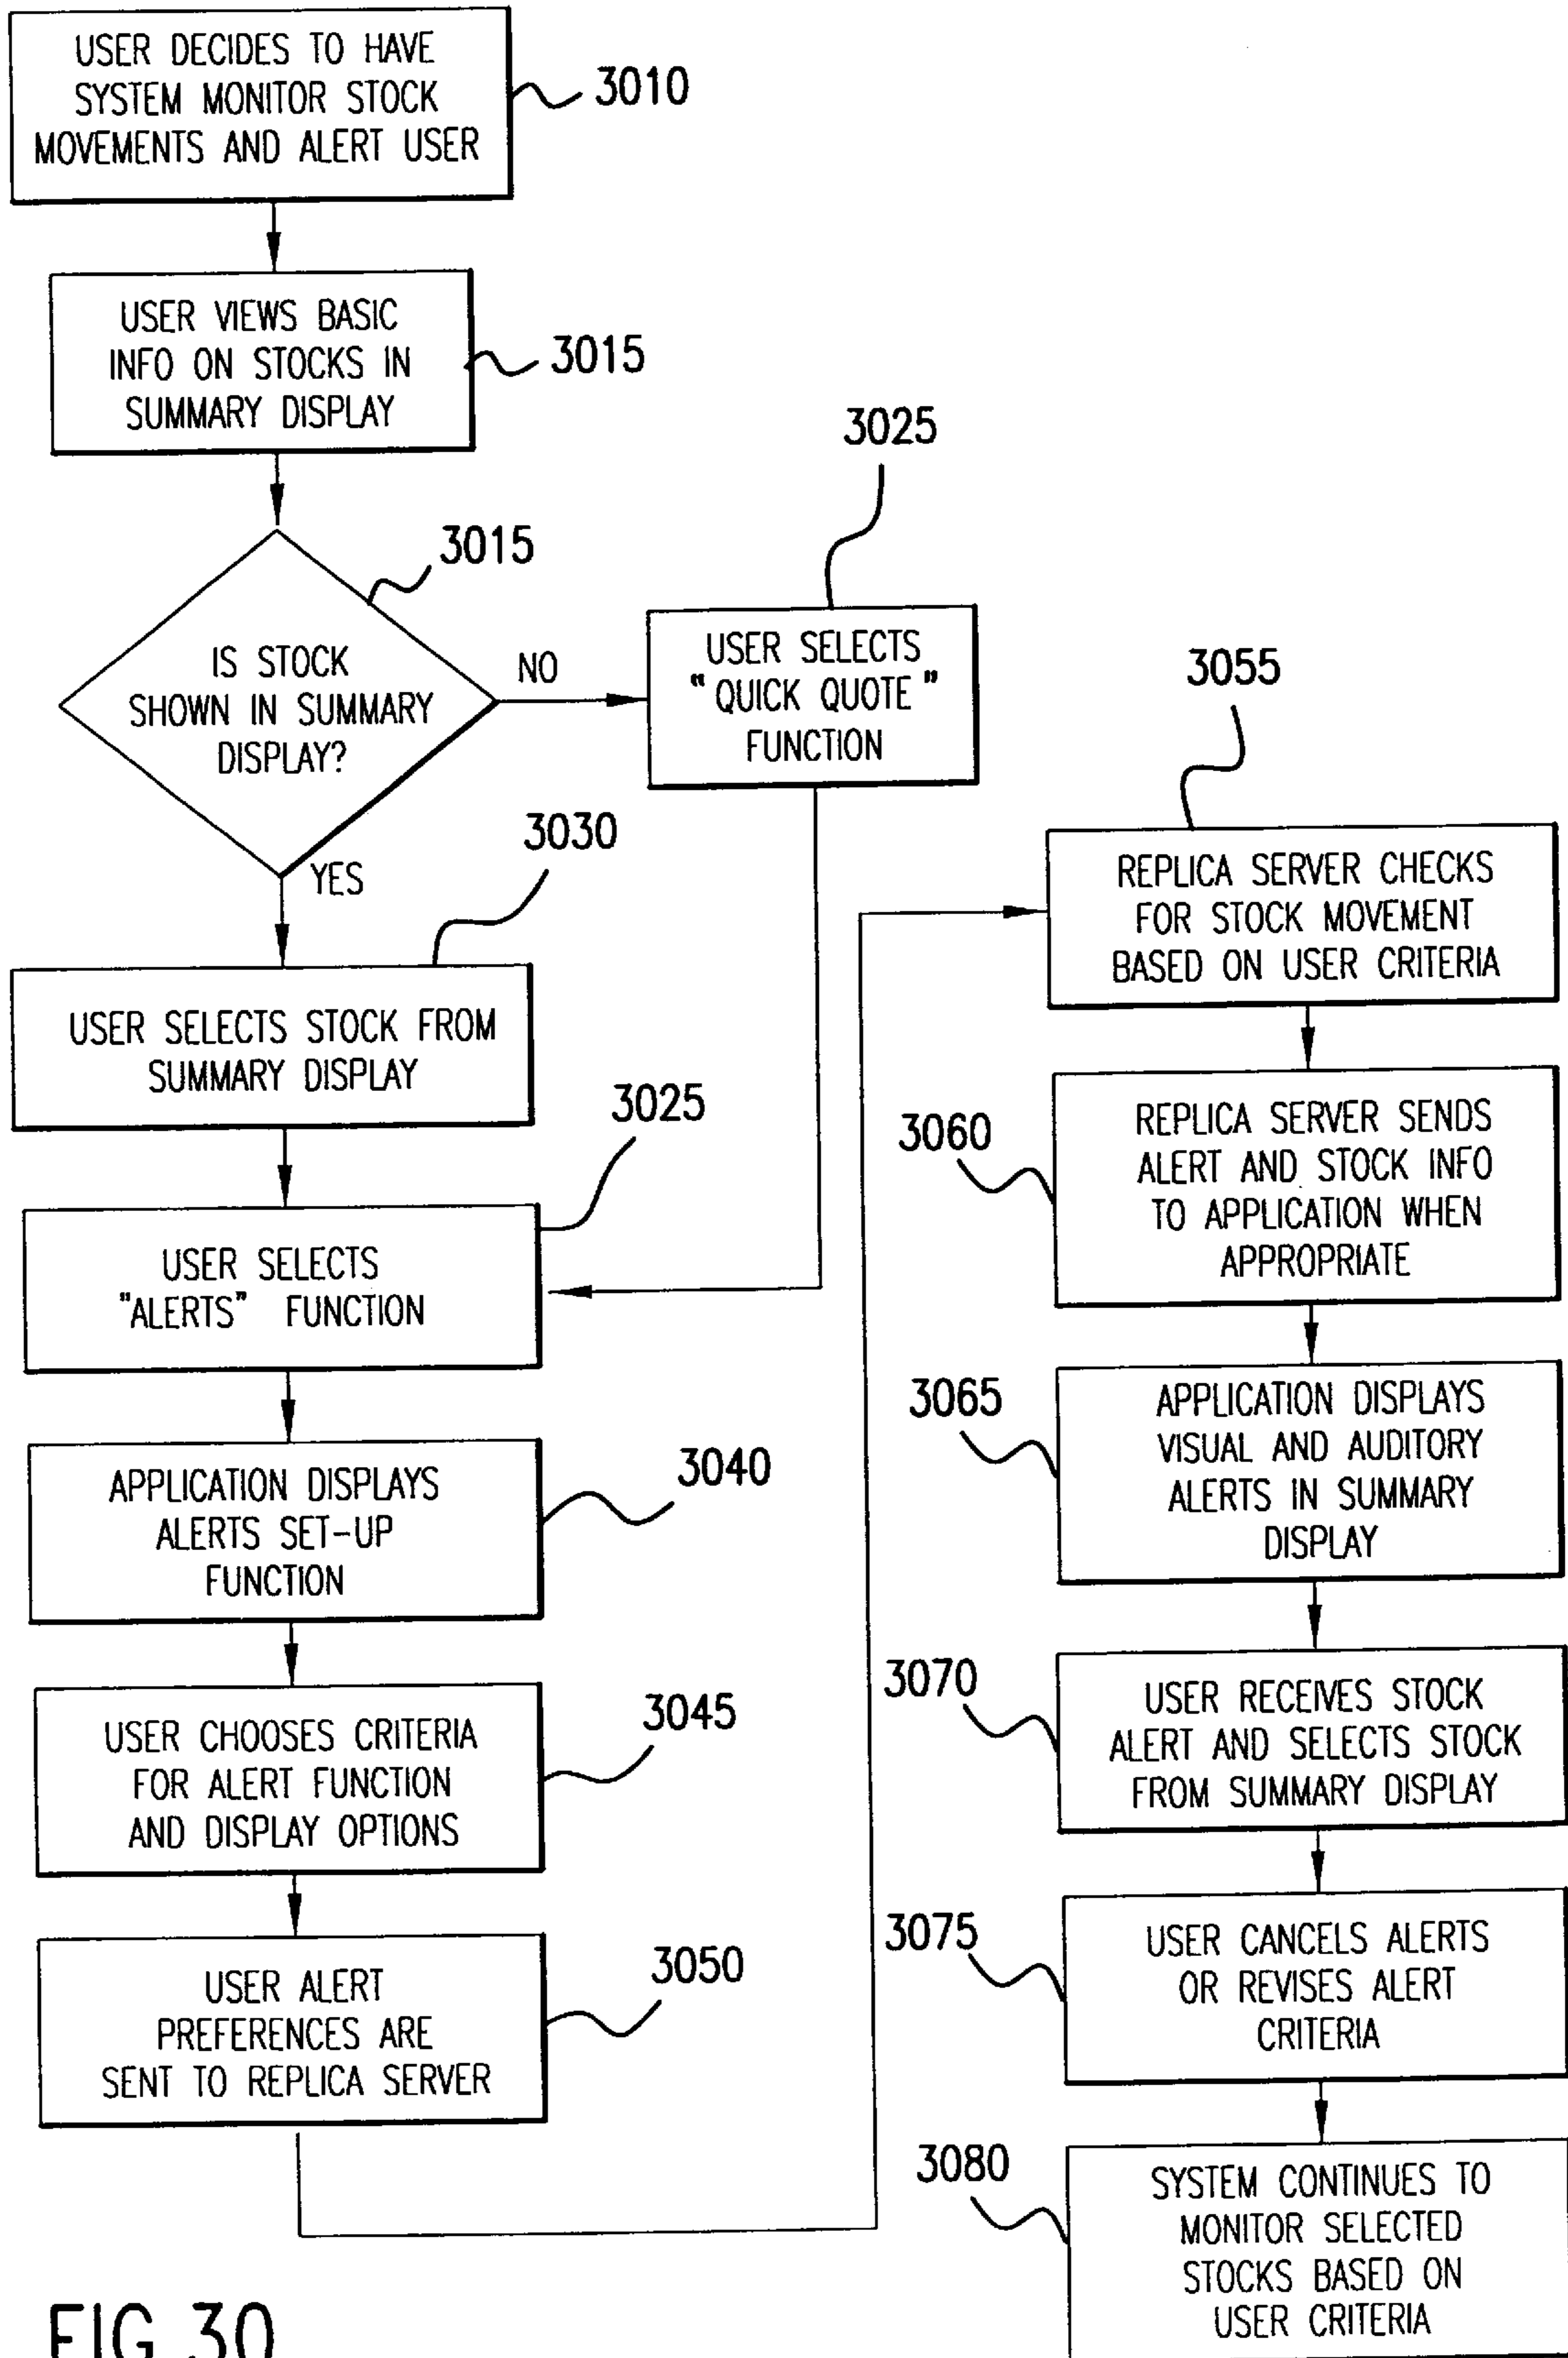 USER DECIDES TO HAVE
SYSTEM MONITOR STOCK
MOVEMENTS AND ALERT USER
3010
USER VIEWS BASIC
INFO ON STOCKS IN
SUMMARY DISPLAY
3015
3015
IS STOCK
SHOWN IN SUMMARY
DISPLAY?
NO
YES
3025
USER SELECTS
"QUICK QUOTE"
FUNCTION
3030
USER SELECTS STOCK FROM
SUMMARY DISPLAY
3025
USER SELECTS
"ALERTS" FUNCTION
APPLICATION DISPLAYS
ALERTS SET-UP
FUNCTION
3040
USER CHOOSES CRITERIA
FOR ALERT FUNCTION
AND DISPLAY OPTIONS
3045
USER ALERT
PREFERENCES ARE
SENT TO REPLICA SERVER
3050
3055
REPLICA SERVER CHECKS
FOR STOCK MOVEMENT
BASED ON USER CRITERIA
3060
REPLICA SERVER SENDS
ALERT AND STOCK INFO
TO APPLICATION WHEN
APPROPRIATE
3065
APPLICATION DISPLAYS
VISUAL AND AUDITORY
ALERTS IN SUMMARY
DISPLAY
3070
USER RECEIVES STOCK
ALERT AND SELECTS STOCK
FROM SUMMARY DISPLAY
3075
USER CANCELS ALERTS
OR REVISES ALERT
CRITERIA
3080
SYSTEM CONTINUES TO
MONITOR SELECTED
STOCKS BASED ON
USER CRITERIA
FIG.30